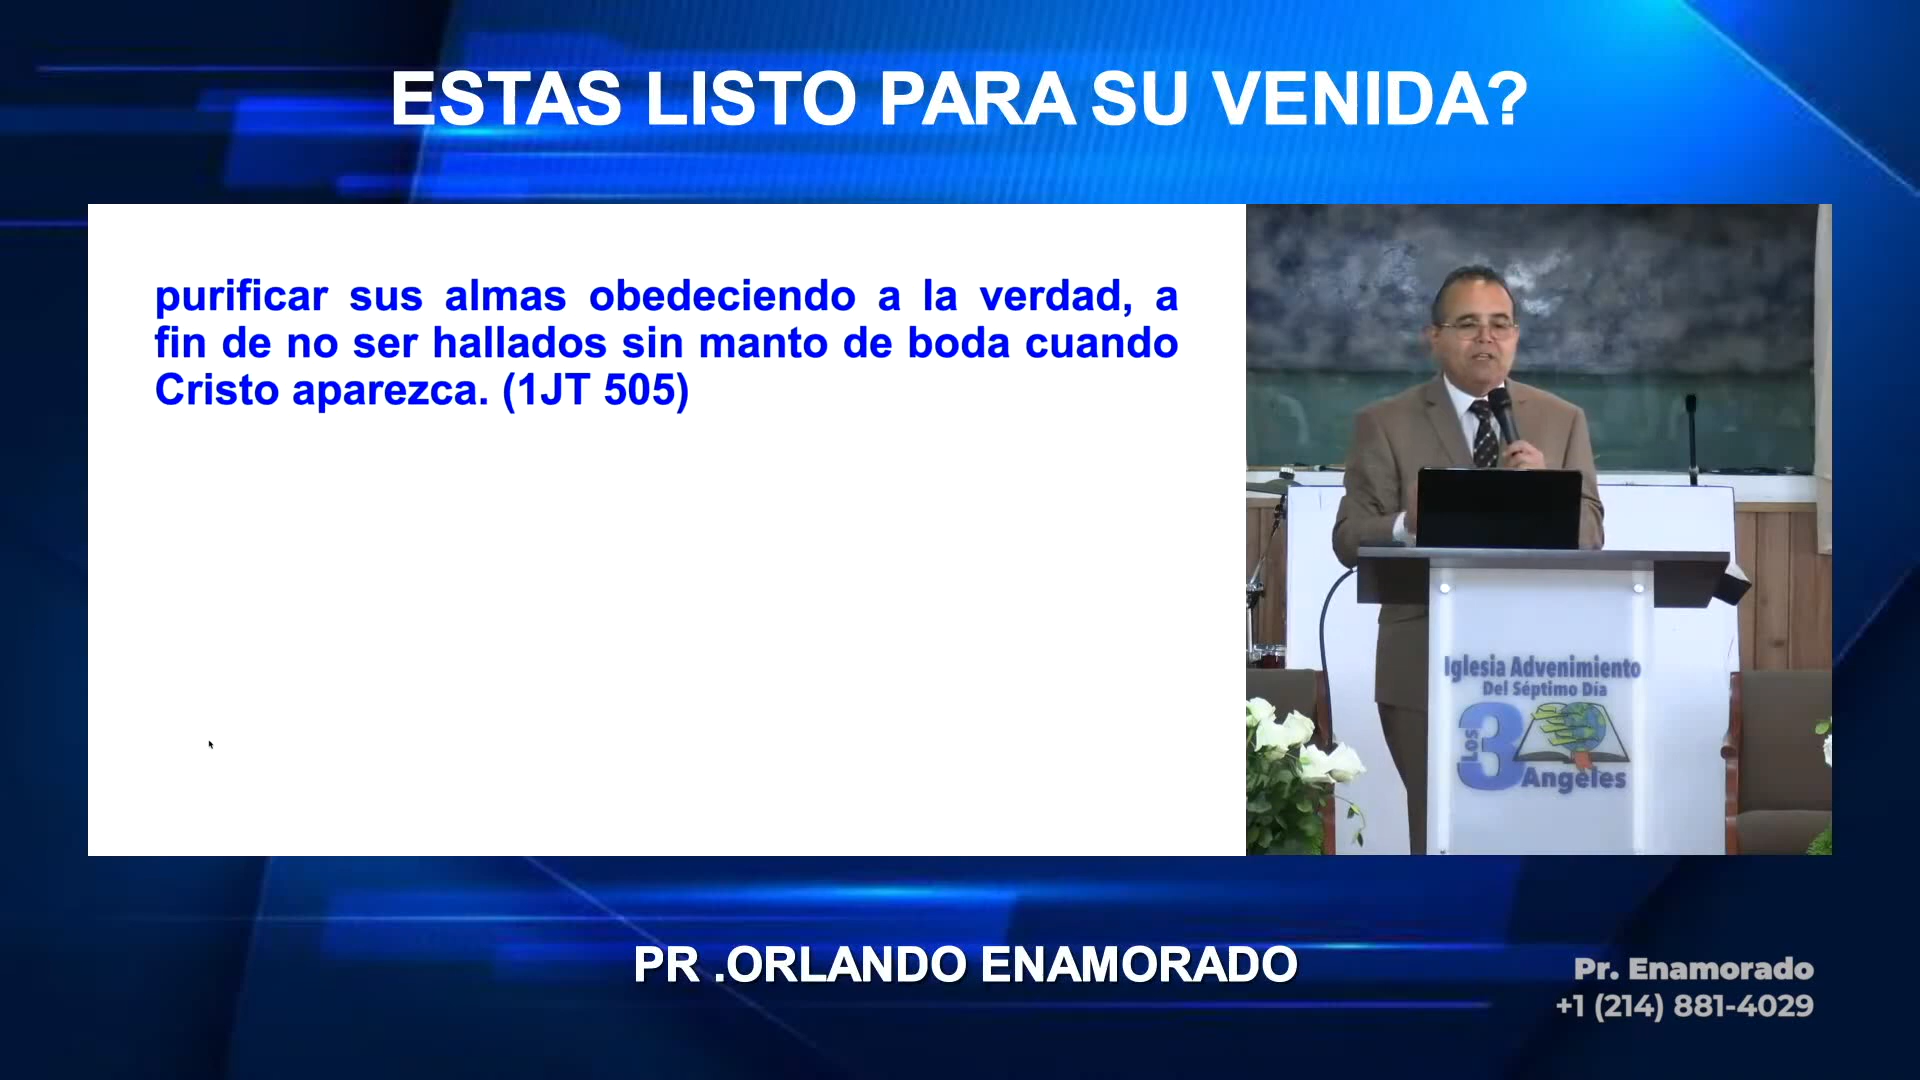 ESTAS LISTO PARA SU VENIDA?
purificar sus almas obedeciendo a la verdad, a
fin de no ser hallados sin manto de boda cuando
Cristo aparezca. (1JT 505)
Iglesia Advenimiento
Del Séptimo Día
Los
3
Angeles
PR .ORLANDO ENAMORADO
Pr. Enamorado
+1 (214) 881-4029